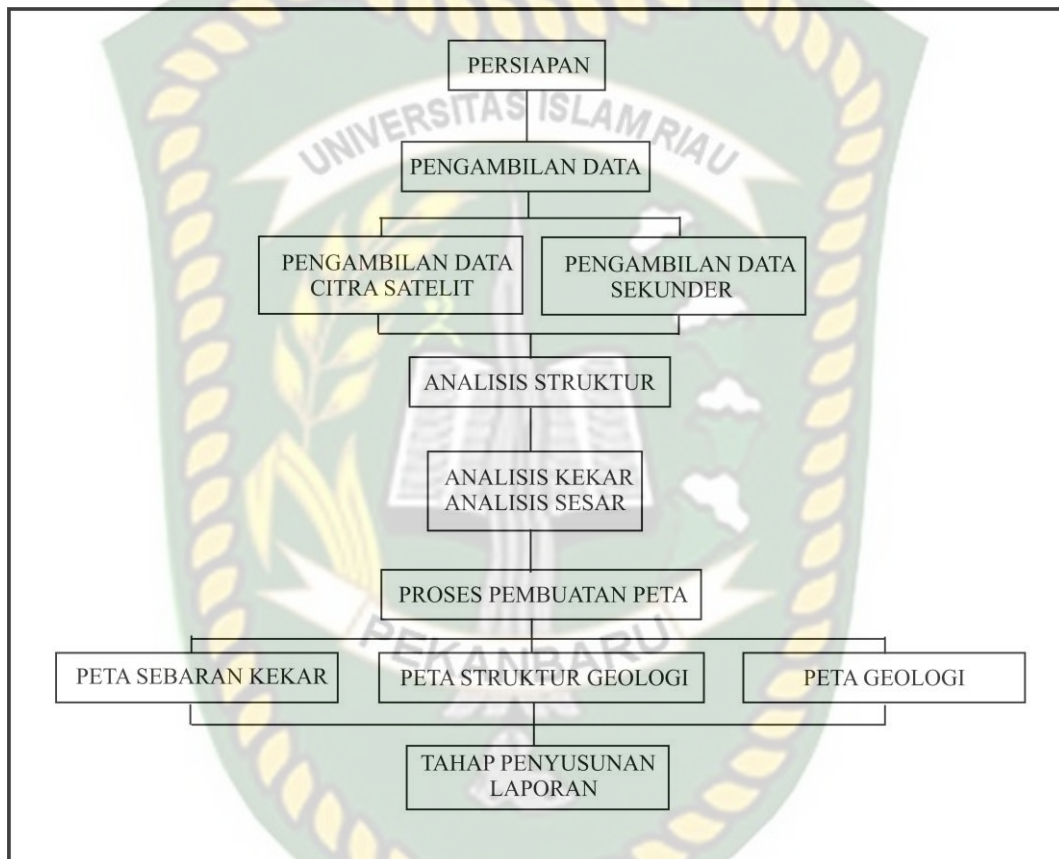 PERSIAPAN
UNIVERSITAS ISLAM RIAU
PENGAMBILAN DATA
PENGAMBILAN DATA
CITRA SATELIT
PENGAMBILAN DATA
SEKUNDER
ANALISIS STRUKTUR
ANALISIS KEKAR
ANALISIS SESAR
PROSES PEMBUATAN PETA
PEKANBARU
PETA SEBARAN KEKAR
PETA STRUKTUR GEOLOGI
PETA GEOLOGI
TAHAP PENYUSUNAN
LAPORAN